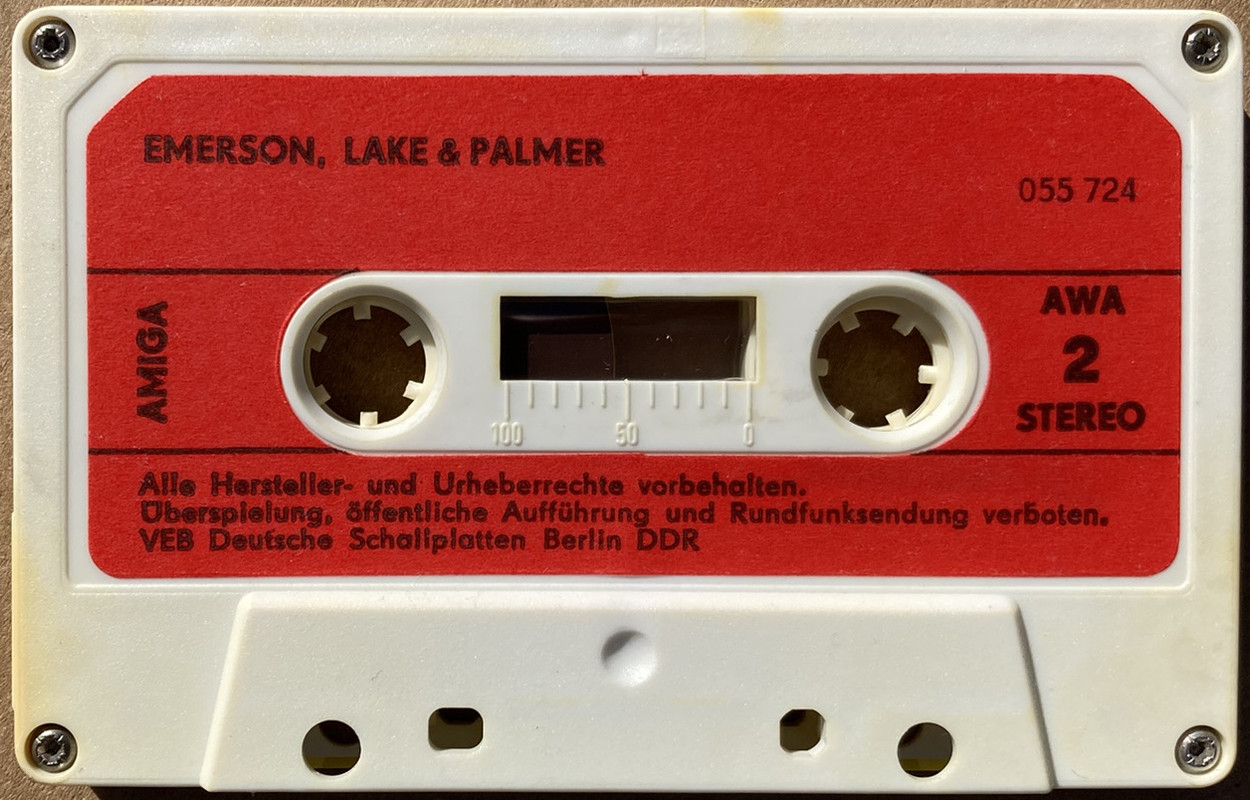 EMERSON, LAKE & PALMER
055 724
AMIGA
AWA
2
STEREO
100 50 0
Alle Hersteller- und Urheberrechte vorbehalten.
Überspielung, öffentliche Aufführung und Rundfunksendung verboten.
VEB Deutsche Schallplatten Berlin DDR